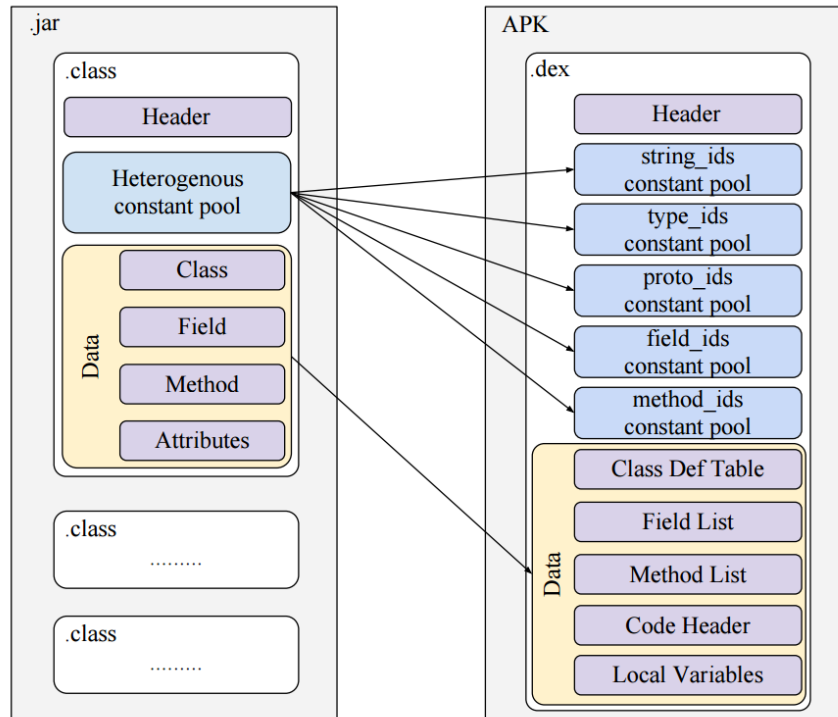 .jar
.class
Header
Heterogenous
constant pool
Data
Class
Field
Method
Attributes
.class
.........
.class
.........
APK
.dex
Header
string_ids
constant pool
type_ids
constant pool
proto_ids
constant pool
field_ids
constant pool
method_ids
constant pool
Data
Class Def Table
Field List
Method List
Code Header
Local Variables